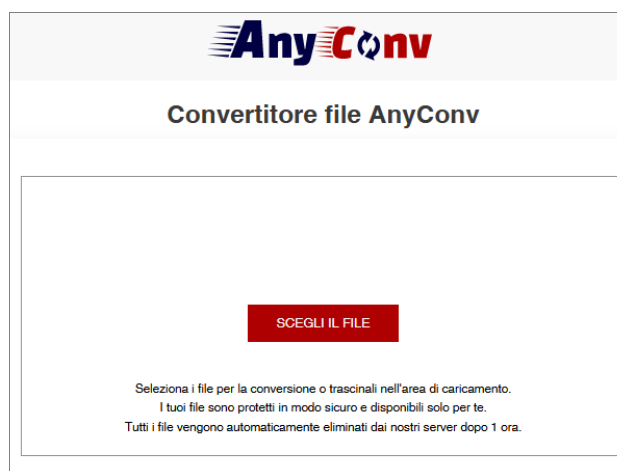 AnyConv
Convertitore file AnyConv
SCEGLI IL FILE
Seleziona i file per la conversione o trascinali nell'area di caricamento.
I tuoi file sono protetti in modo sicuro e disponibili solo per te.
Tutti i file vengono automaticamente eliminati dai nostri server dopo 1 ora.